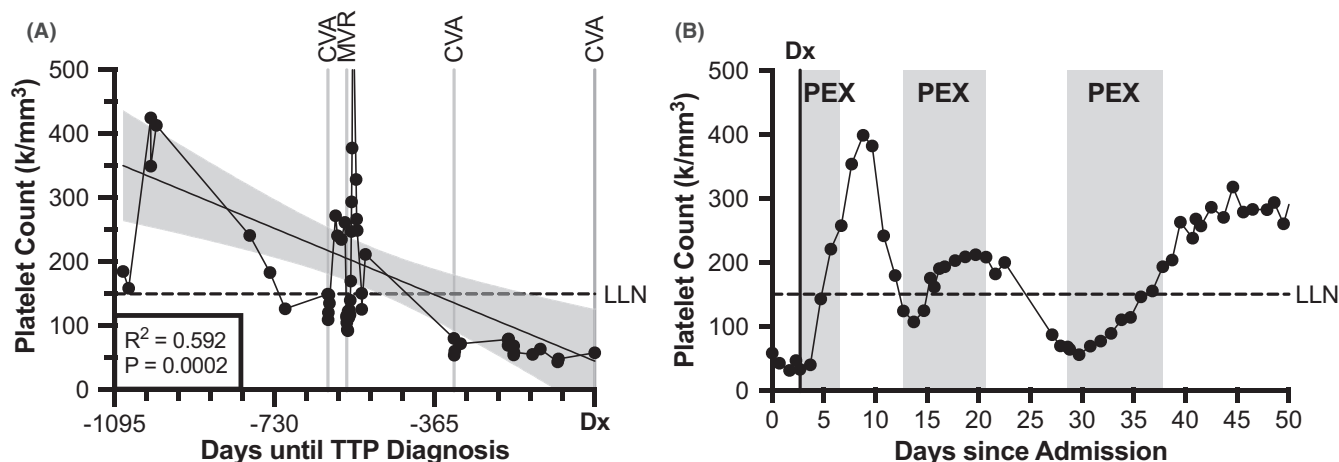 (A)
CVA
MVR
CVA
CVA
500
400
300
200
100
0
Platelet Count (k/mm³)
LLN
R² = 0.592
P = 0.0002
-1095
-730
-365
Dx
Days until TTP Diagnosis
(B)
Dx
PEX
PEX
PEX
500
400
300
200
100
0
Platelet Count (k/mm³)
LLN
0 5 10 15 20 25 30 35 40 45 50
Days since Admission